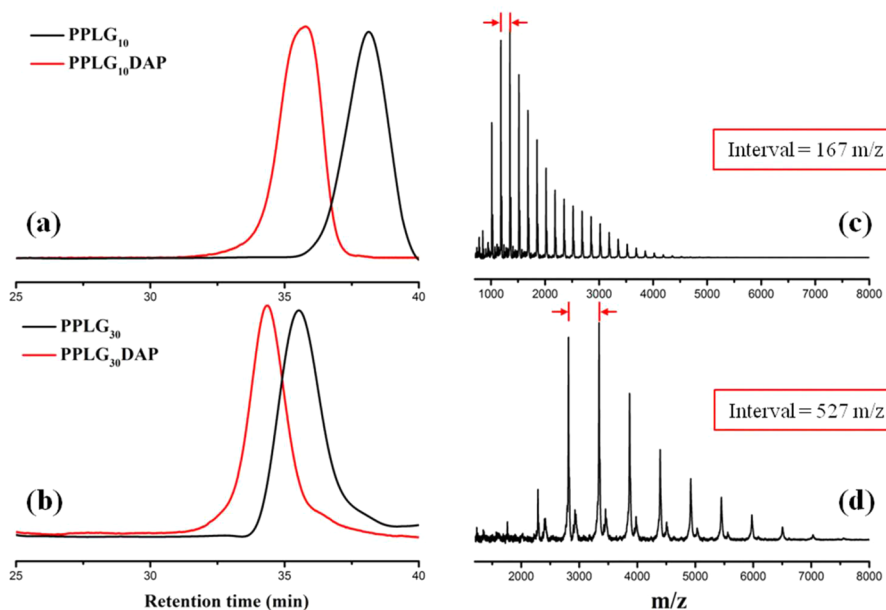 PPLG10
PPLG10DAP
(a)
25 30 35 40
PPLG30
PPLG30DAP
(b)
25 30 35 40
Retention time (min)
Interval = 167 m/z
(c)
1000 2000 3000 4000 5000 6000 7000 8000
Interval = 527 m/z
(d)
2000 3000 4000 5000 6000 7000 8000
m/z